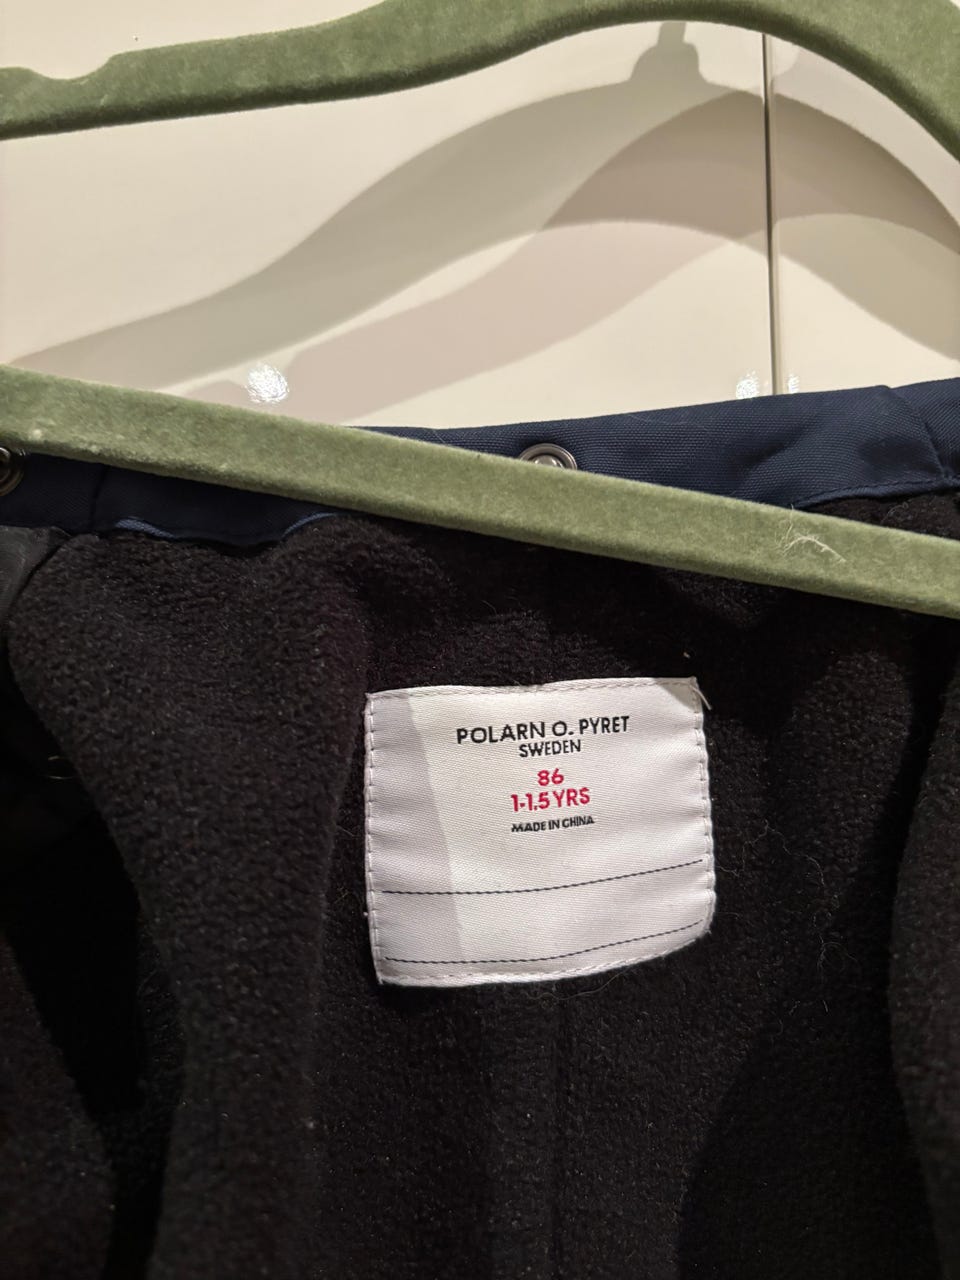 POLARN O. PYRET
SWEDEN
86
1-1,5 YRS
MADE IN CHINA